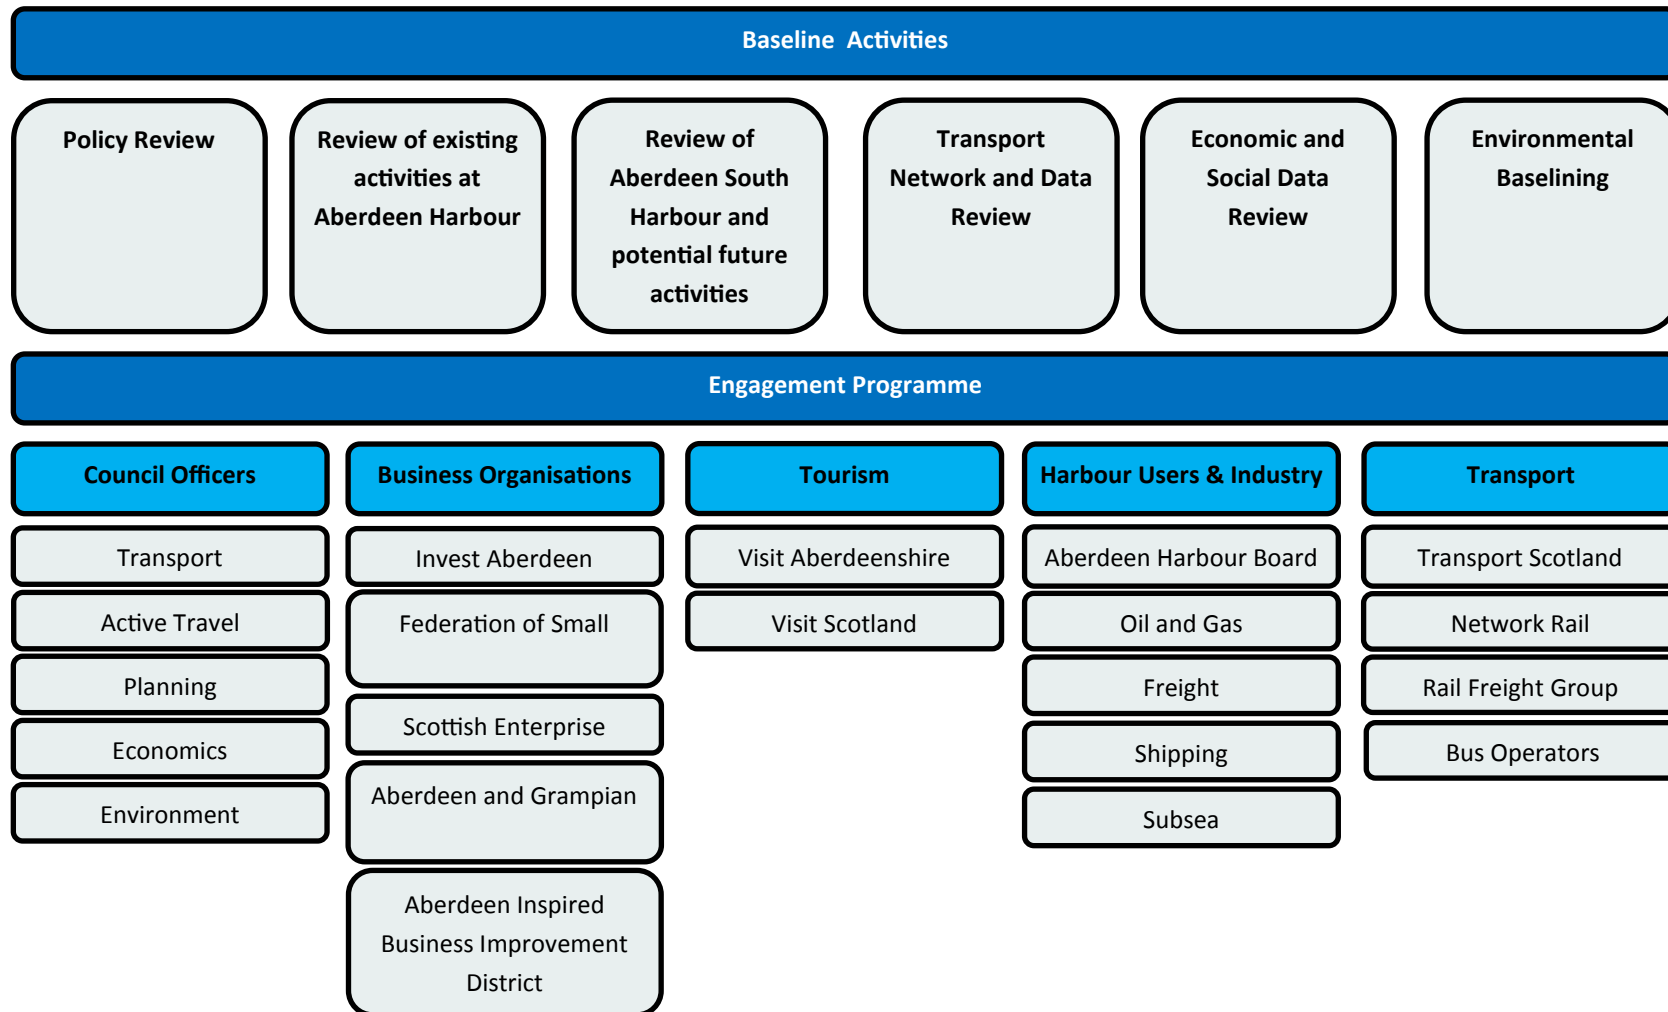 Baseline Activities
Policy Review
Review of existing
activities at
Aberdeen Harbour
Review of
Aberdeen South
Harbour and
potential future
activities
Transport
Network and Data
Review
Economic and
Social Data
Review
Environmental
Baselining
Engagement Programme
Council Officers
Transport
Active Travel
Planning
Economics
Environment
Business Organisations
Invest Aberdeen
Federation of Small
Scottish Enterprise
Aberdeen and Grampian
Aberdeen Inspired
Business Improvement
District
Tourism
Visit Aberdeenshire
Visit Scotland
Harbour Users & Industry
Aberdeen Harbour Board
Oil and Gas
Freight
Shipping
Subsea
Transport
Transport Scotland
Network Rail
Rail Freight Group
Bus Operators